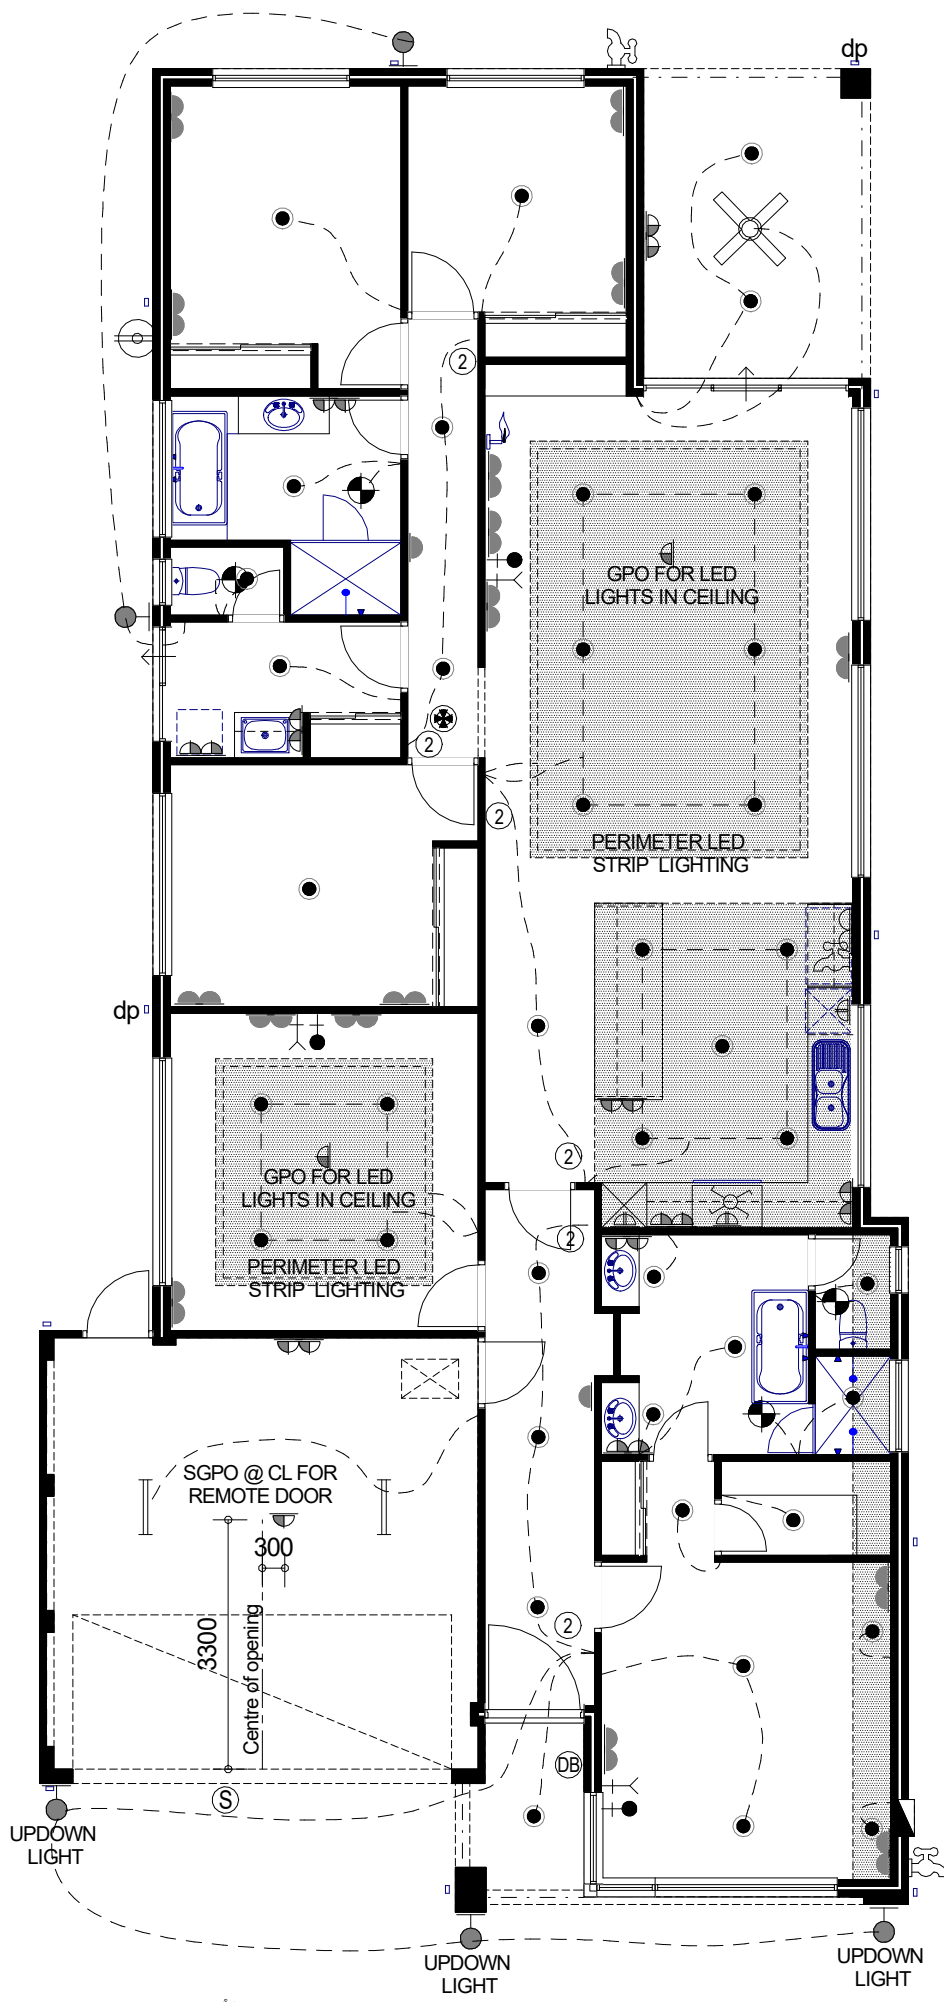 dp
2
GPO FOR LED
LIGHTS IN CEILING
2
2
PERIMETER LED
STRIP LIGHTING
dp
2
GPO FOR LED
LIGHTS IN CEILING
2
PERIMETER LED
STRIP LIGHTING
SGPO @ CL FOR
REMOTE DOOR
300
3300
Centre of opening
2
DB
S
UPDOWN
LIGHT
UPDOWN
LIGHT
UPDOWN
LIGHT